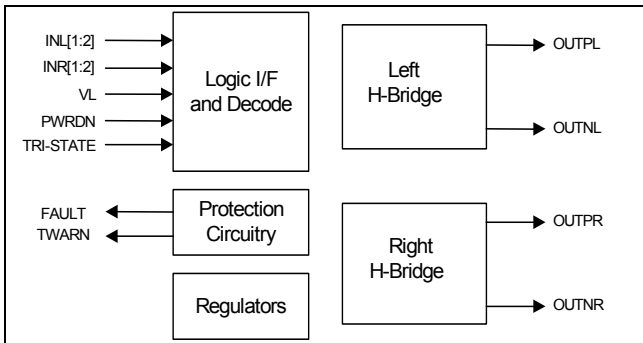 INL[1:2]
INR[1:2]
VL
PWRDN
TRI-STATE
Logic I/F
and Decode
Left
H-Bridge
OUTPL
OUTNL
FAULT
TWARN
Protection
Circuitry
Regulators
Right
H-Bridge
OUTPR
OUTNR